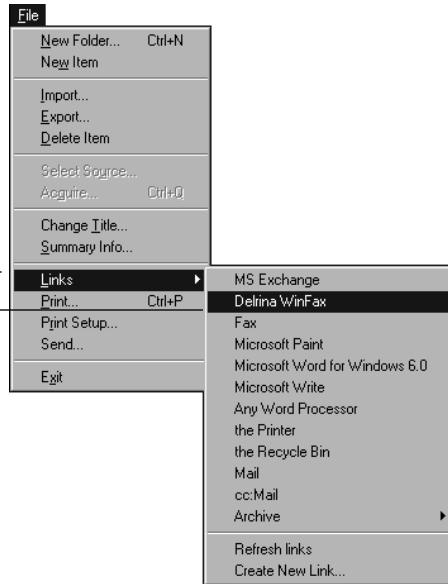 File
New Folder... Ctrl+N
New Item
Import...
Export...
Delete Item
Select Source...
Acquire... Ctrl+Q
Change Title...
Summary Info...
Links
Print... Ctrl+P
Print Setup...
Send...
Exit
MS Exchange
Delrina WinFax
Fax
Microsoft Paint
Microsoft Word for Windows 6.0
Microsoft Write
Any Word Processor
the Printer
the Recycle Bin
Mail
cc:Mail
Archive
Refresh links
Create New Link...